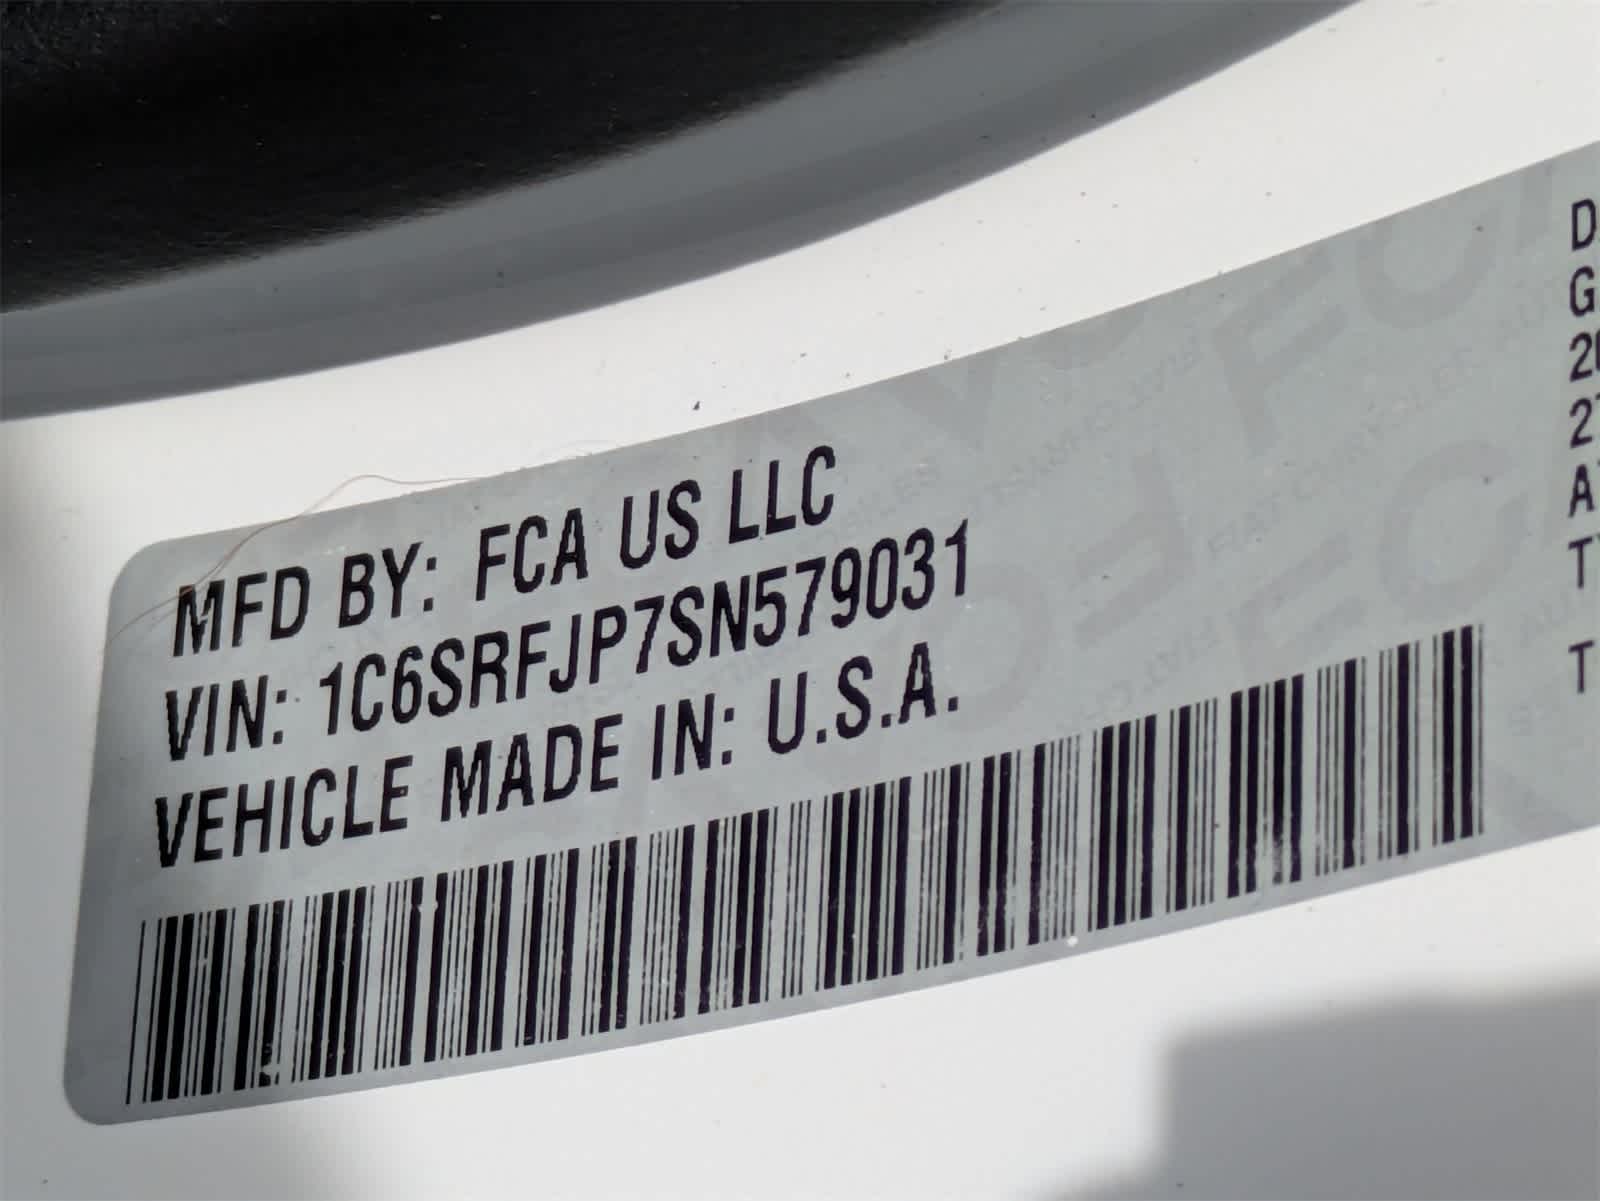 MFD BY: FCA US LLC
VIN: 1C6SRFJP7SN579031
VEHICLE MADE IN: U.S.A.